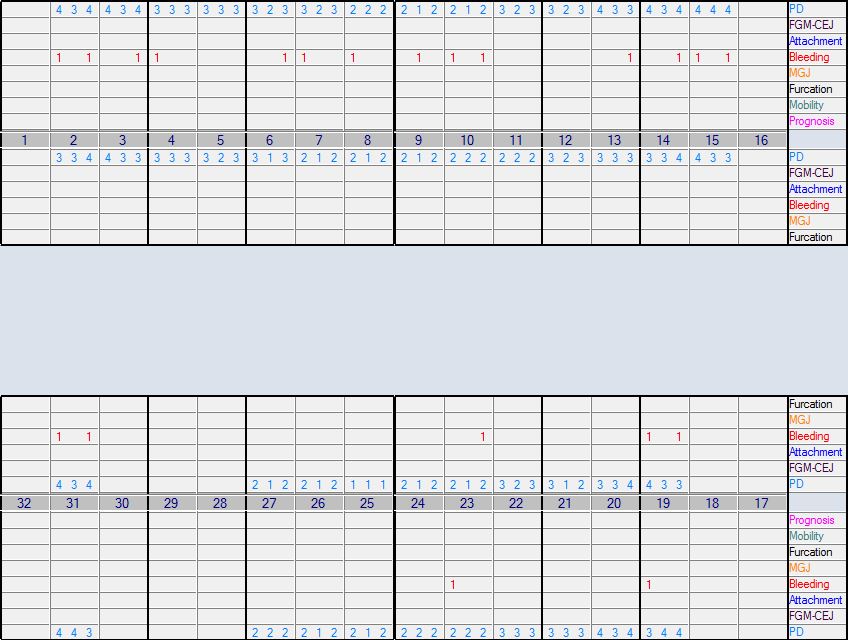 4 3 4 4 3 4 3 3 3 3 3 3 3 2 3 3 2 3 2 2 2 2 1 2 2 1 2 3 2 3 3 2 3 4 3 3 4 3 4 4 4 4 PD
FGM-CEJ
Attachment
1 1 1 1 1 1 1 1 1 1 1 1 1 1 Bleeding
MGJ
Furcation
Mobility
Prognosis
1 2 3 4 5 6 7 8 9 10 11 12 13 14 15 16
3 3 4 4 3 3 3 3 3 3 2 3 3 1 3 2 1 2 2 1 2 2 1 2 2 2 2 2 2 2 3 2 3 3 3 3 3 3 4 4 3 3 PD
FGM-CEJ
Attachment
Bleeding
MGJ
Furcation
Furcation
MGJ
1 1 1 1 1 Bleeding
Attachment
FGM-CEJ
4 3 4 2 1 2 2 1 2 1 1 1 2 1 2 2 1 2 2 2 2 3 1 2 3 3 4 4 3 3 PD
32 31 30 29 28 27 26 25 24 23 22 21 20 19 18 17
Prognosis
Mobility
Furcation
MGJ
1 1 Bleeding
Attachment
FGM-CEJ
4 4 3 2 2 2 2 1 2 2 1 2 2 2 2 2 2 2 3 3 3 3 3 3 4 3 4 3 4 4 PD